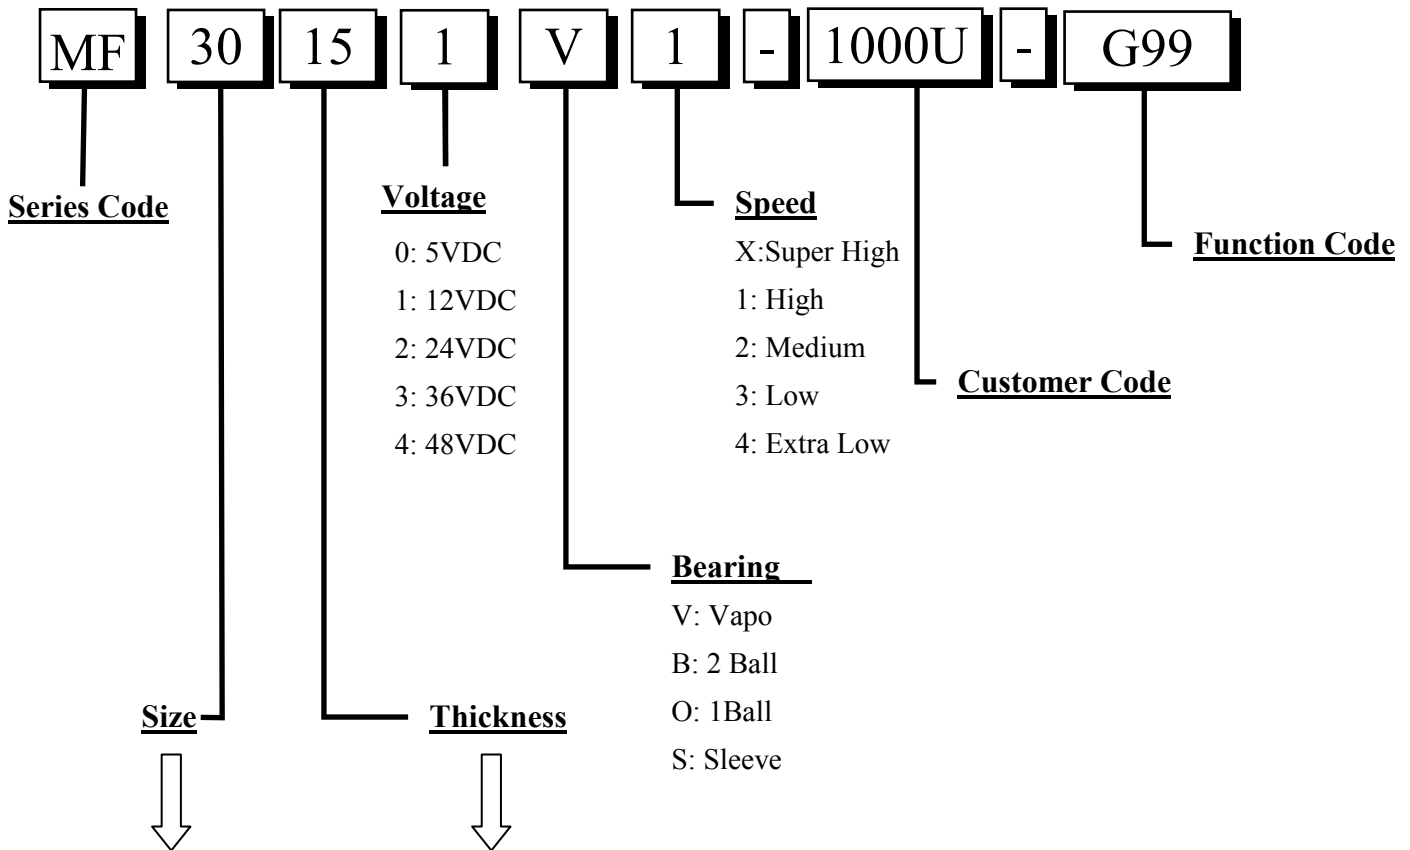 MF 30 15 1 V 1 - 1000U - G99
Series Code
Voltage
0: 5VDC
1: 12VDC
2: 24VDC
3: 36VDC
4: 48VDC
Speed
X:Super High
1: High
2: Medium
3: Low
4: Extra Low
Function Code
Customer Code
Bearing
V: Vapo
B: 2 Ball
O: 1Ball
S: Sleeve
Size
Thickness